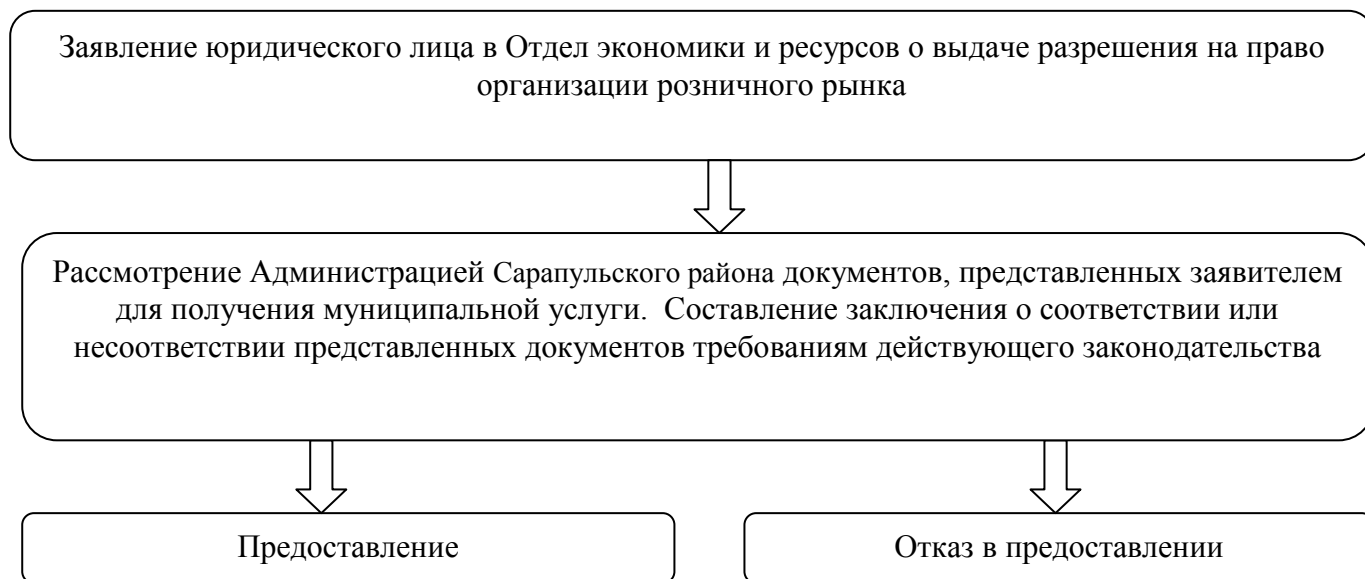 Заявление юридического лица в Отдел экономики и ресурсов о выдаче разрешения на право
организации розничного рынка
Рассмотрение Администрацией Сарапульского района документов, представленных заявителем
для получения муниципальной услуги.  Составление заключения о соответствии или
несоответствии представленных документов требованиям действующего законодательства
Предоставление
Отказ в предоставлении